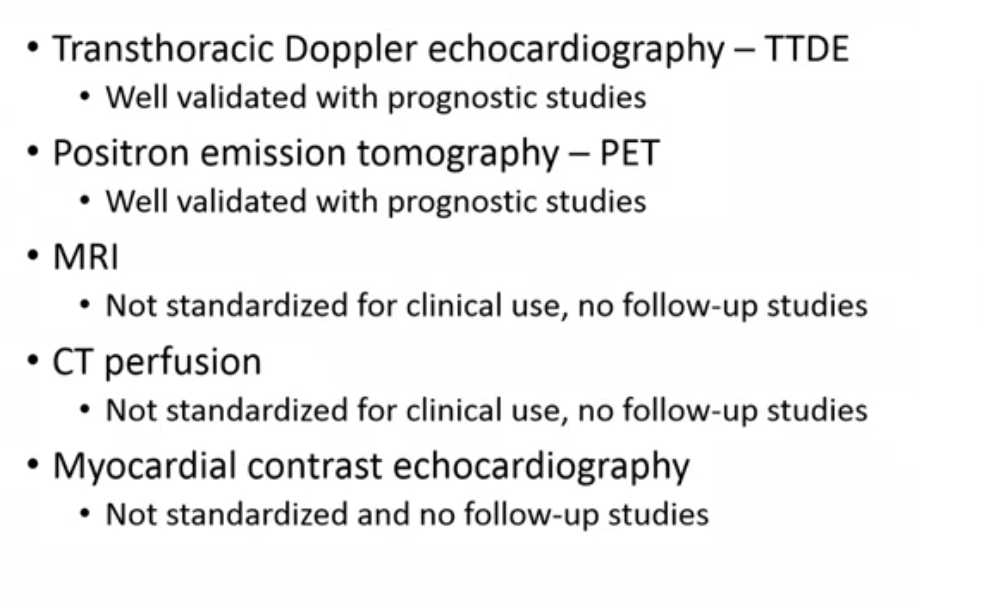 • Transthoracic Doppler echocardiography – TTDE
• Well validated with prognostic studies
• Positron emission tomography – PET
• Well validated with prognostic studies
• MRI
• Not standardized for clinical use, no follow-up studies
• CT perfusion
• Not standardized for clinical use, no follow-up studies
• Myocardial contrast echocardiography
• Not standardized and no follow-up studies